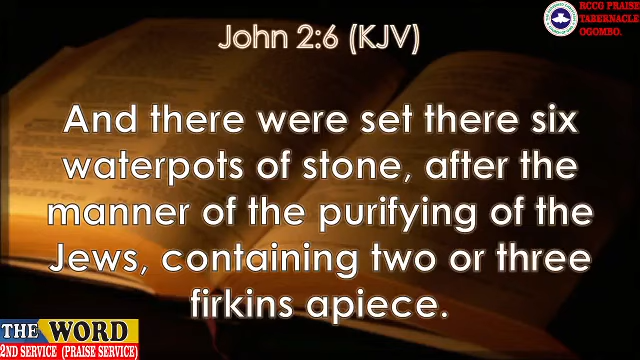 John 2:6 (KJV)
RCCG PRAISE
TABERNACLE
OGOMBO.
And there were set there six
waterpots of stone, after the
manner of the purifying of the
Jews, containing two or three
firkins apiece.
THE WORD
2ND SERVICE (PRAISE SERVICE)